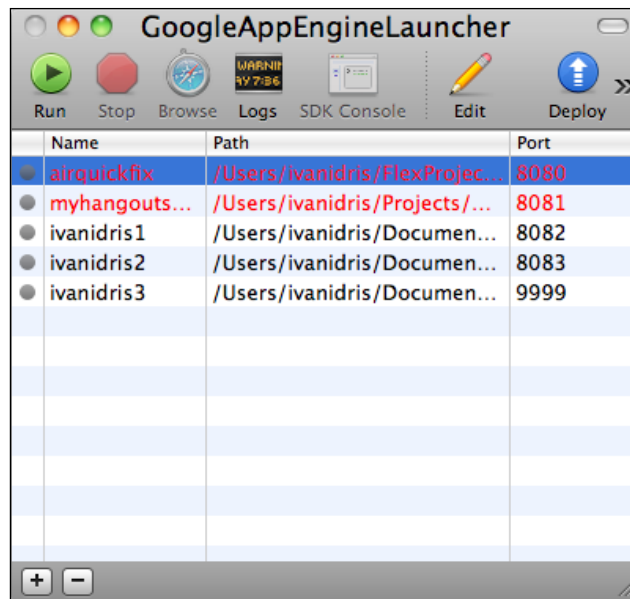 GoogleAppEngineLauncher
Run Stop Browse Logs SDK Console Edit Deploy
Name Path Port
airquickfix /Users/ivanidris/FlexProjec... 8080
myhangouts... /Users/ivanidris/Projects/... 8081
ivanidris1 /Users/ivanidris/Documen... 8082
ivanidris2 /Users/ivanidris/Documen... 8083
ivanidris3 /Users/ivanidris/Documen... 9999